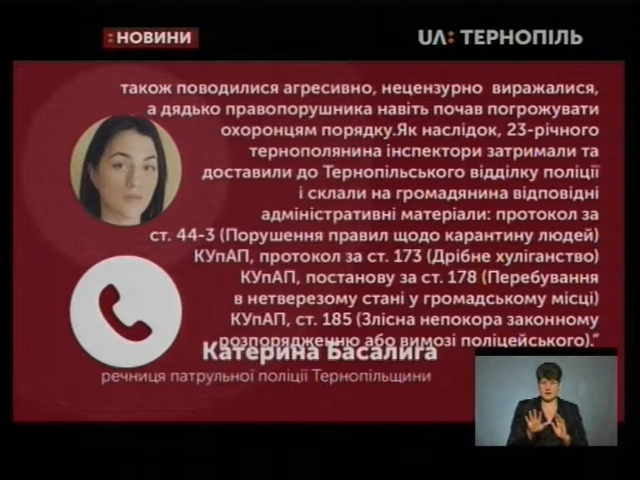 :НОВИНИ
UA: ТЕРНОПІЛЬ
також поводилися агресивно, нецензурно виражалися,
а дядько правопорушника навіть почав погрожувати
охоронцям порядку.Як наслідок, 23-річного
тернополянина інспектори затримали та
доставили до Тернопільського відділку поліції
і склали на громадянина відповідні
адміністративні матеріали: протокол за
ст. 44-3 (Порушення правил щодо карантину людей)
КУпАП, протокол за ст. 173 (Дрібне хуліганство)
КУпАП, постанову за ст. 178 (Перебування
в нетверезому стані у громадському місці)
КУпАП, ст. 185 (Злісна непокора законному
розпорядженню або вимозі поліцейського)."
Катерина Басалига
речниця патрульної поліції Тернопільщини